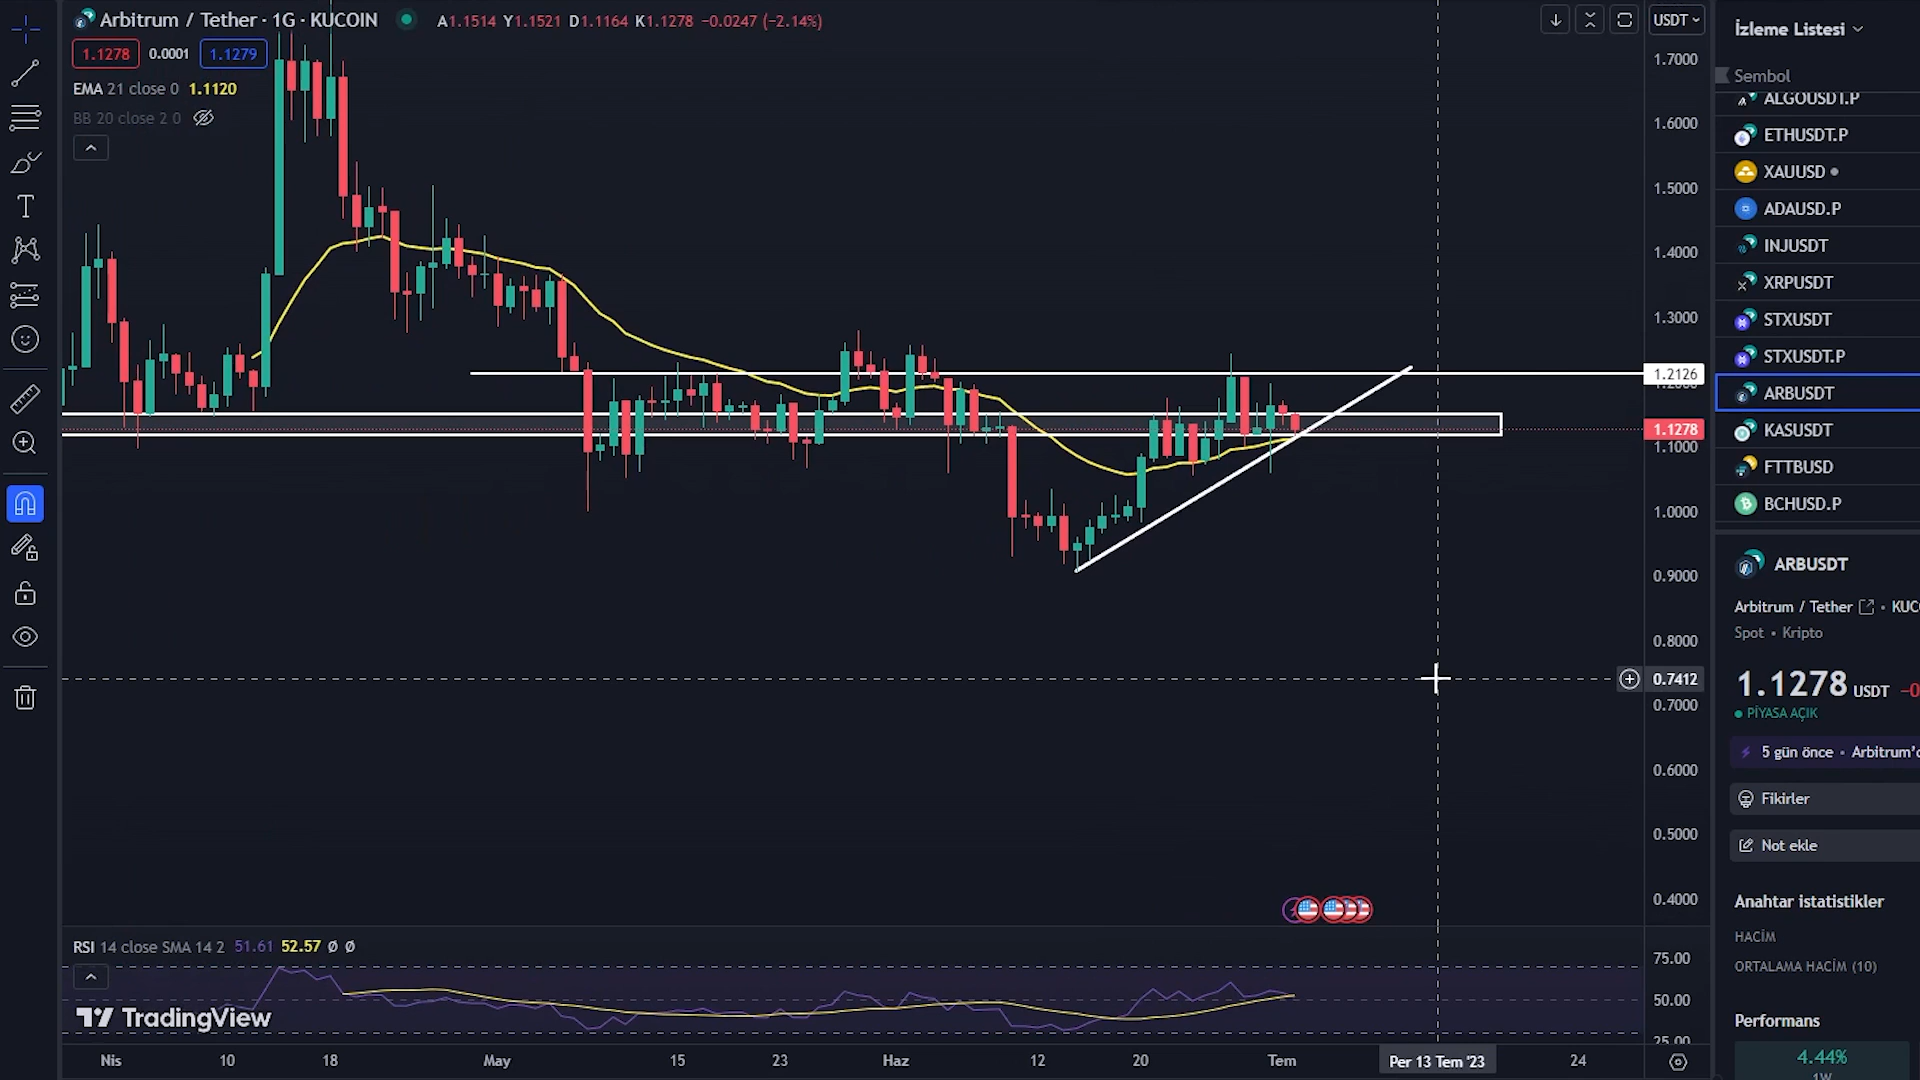 Arbitrum / Tether · 1G · KUCOIN A1.1514 Y1.1521 D1.1164 K1.1278 −0.0247 (−2.14%)
1.1278 0.0001 1.1279
EMA 21 close 0 1.1120
BB 20 close 2 0
USDT
1.7000
1.6000
1.5000
1.4000
1.3000
1.2126
1.1278
1.1000
1.0000
0.9000
0.8000
0.7412
0.7000
0.6000
0.5000
0.4000
RSI 14 close SMA 14 2 51.61 52.57 Ø Ø
75.00
50.00
25.00
TradingView
Nis 10 18 May 15 23 Haz 12 20 Tem Per 13 Tem '23 24
İzleme Listesi
Sembol
ALGOUSDT.P
ETHUSDT.P
XAUUSD
ADAUSD.P
INJUSDT
XRPUSDT
STXUSDT
STXUSDT.P
ARBUSDT
KASUSDT
FTTBUSD
BCHUSD.P
ARBUSDT
Arbitrum / Tether • KUC
Spot • Kripto
1.1278 USDT −0
PİYASA AÇIK
5 gün önce • Arbitrum'
Fikirler
Not ekle
Anahtar istatistikler
HACİM
ORTALAMA HACİM (10)
Performans
4.44%
1W